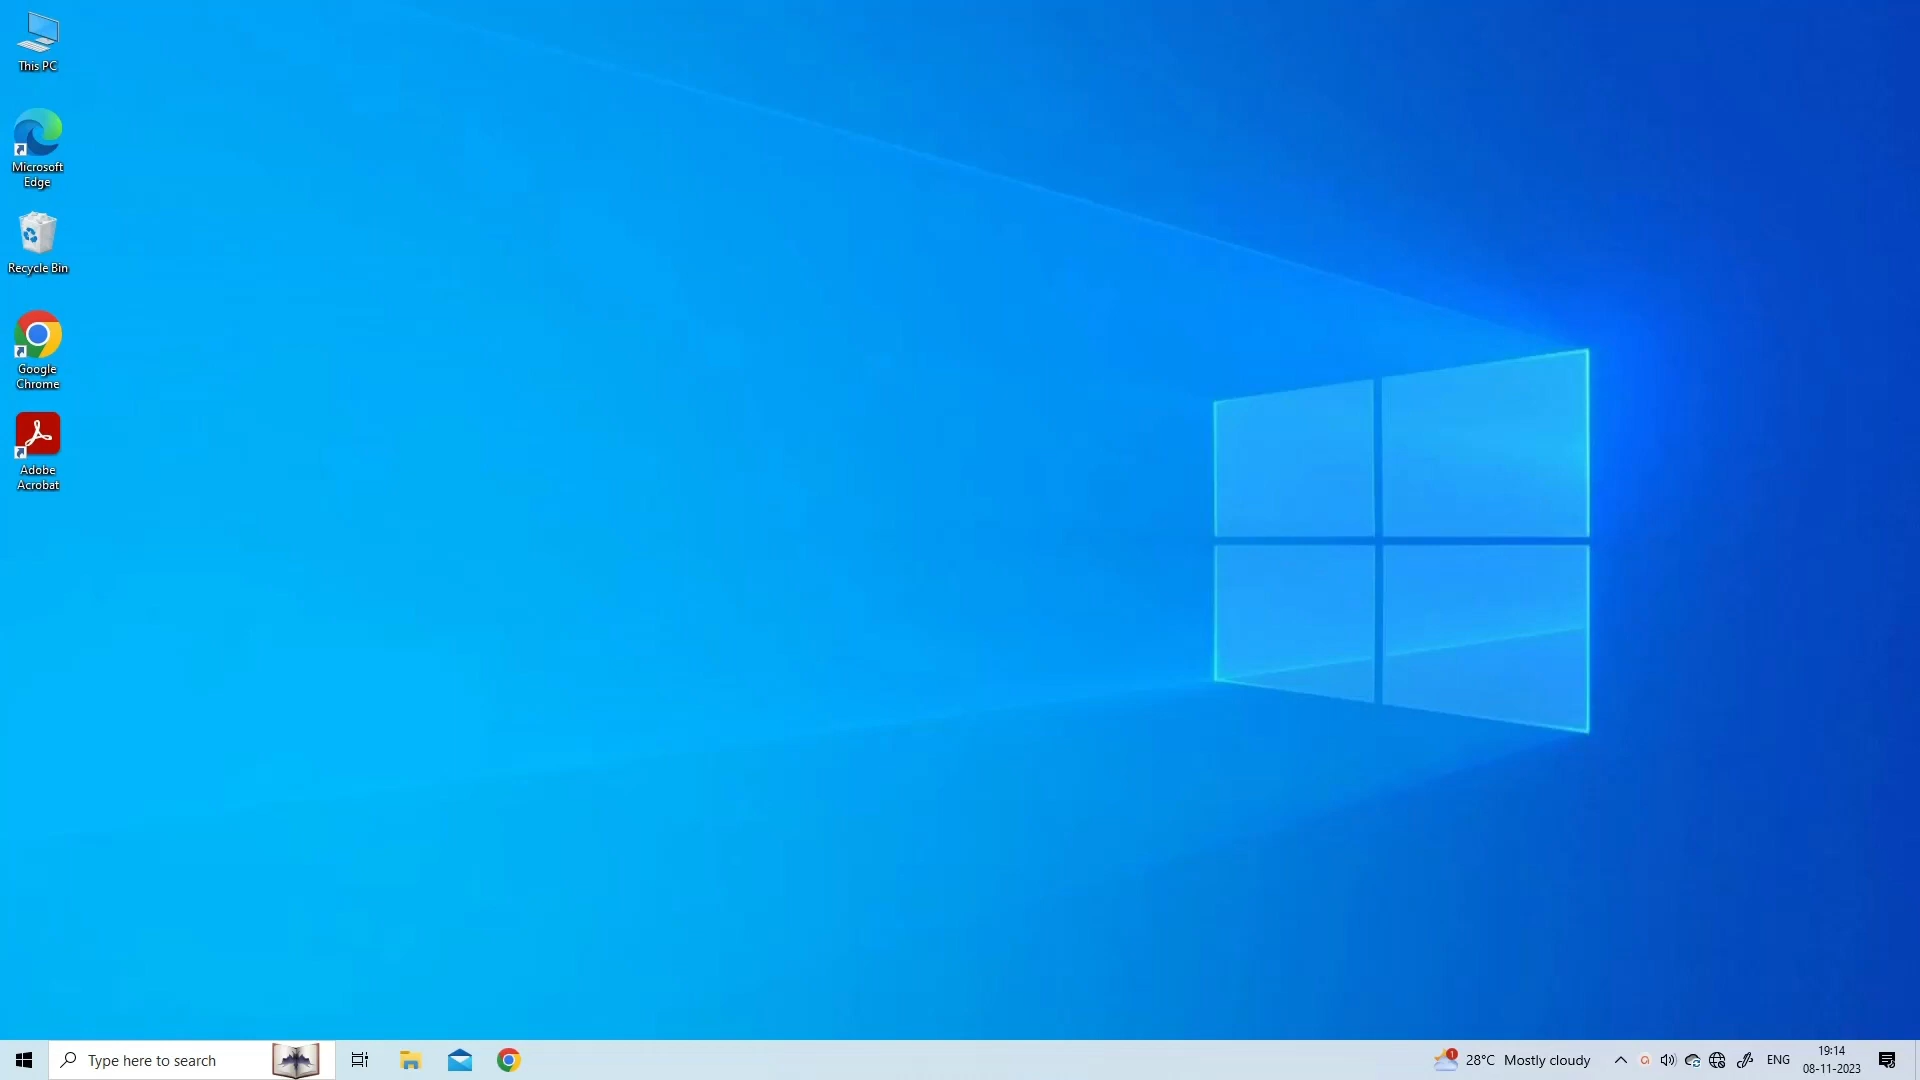 This PC
Microsoft
Edge
Recycle Bin
Google
Chrome
Adobe
Acrobat
Type here to search
1
28°C Mostly cloudy
ENG
19:14
08-11-2023